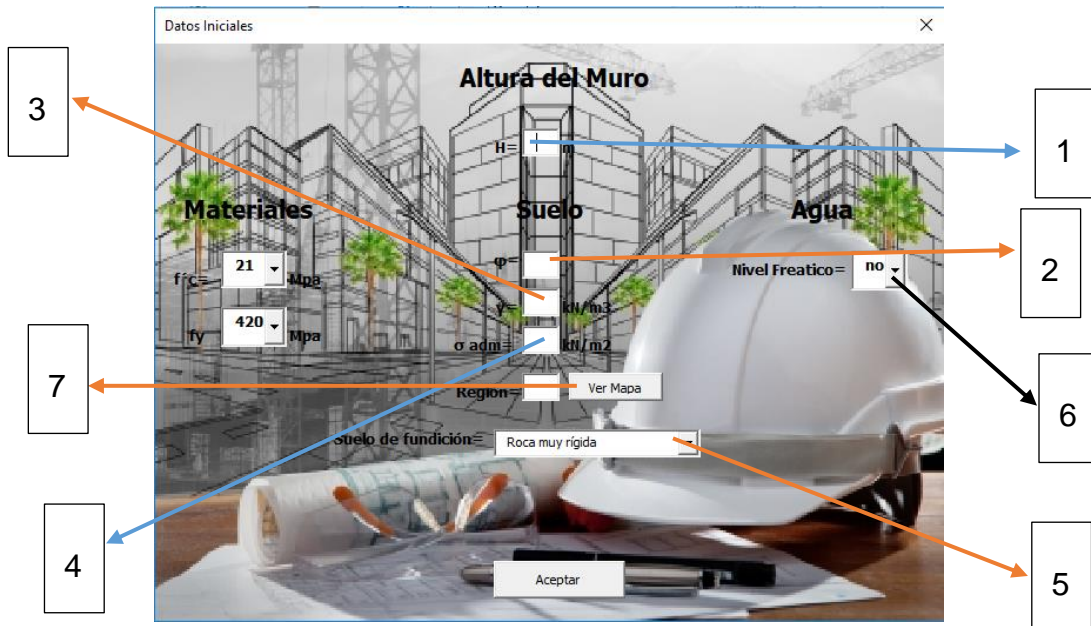 Datos Iniciales
Altura del Muro
3
H=
1
Materiales
Suelo
Agua
φ=
2
Nivel Freatico= no
f´c= 21 Mpa
γ= kN/m3
fy 420 Mpa
σ adm= kN/m2
7
Región= Ver Mapa
6
Suelo de fundición= Roca muy rígida
4
5
Aceptar